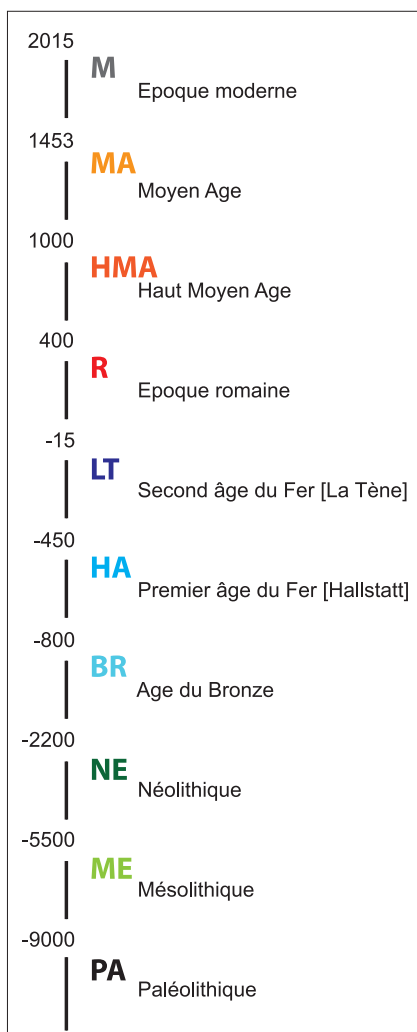 2015
M
Epoque moderne
1453
MA
Moyen Age
1000
HMA
Haut Moyen Age
400
R
Epoque romaine
-15
LT
Second âge du Fer [La Tène]
-450
HA
Premier âge du Fer [Hallstatt]
-800
BR
Age du Bronze
-2200
NE
Néolithique
-5500
ME
Mésolithique
-9000
PA
Paléolithique